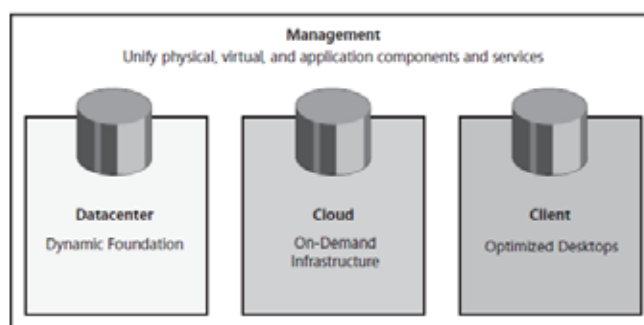 Management
Unify physical, virtual, and application components and services
Datacenter
Dynamic Foundation
Cloud
On-Demand
Infrastructure
Client
Optimized Desktops